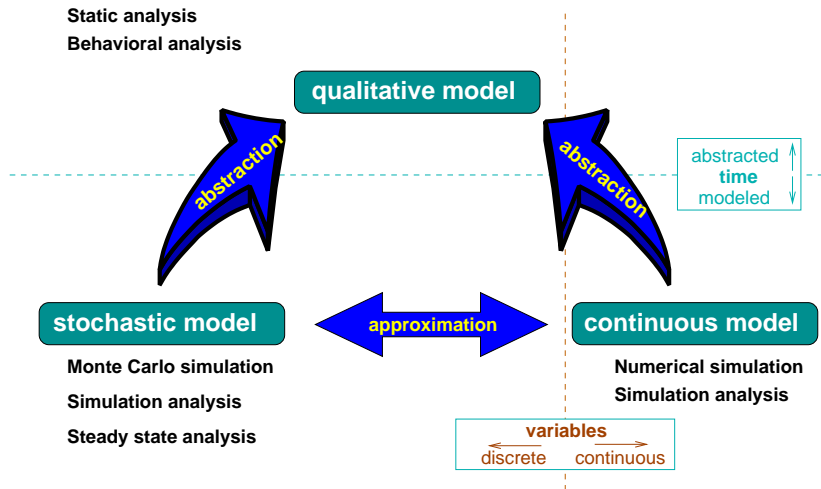 Static analysis
Behavioral analysis
qualitative model
abstraction
abstraction
abstracted
time
modeled
stochastic model
approximation
continuous model
Monte Carlo simulation
Simulation analysis
Steady state analysis
Numerical simulation
Simulation analysis
variables
discrete continuous